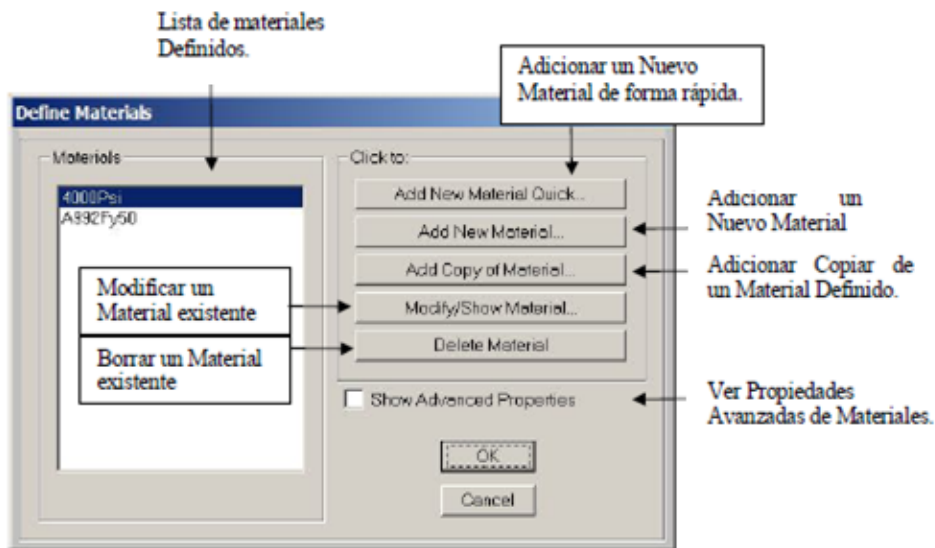 Lista de materiales
Definidos.
Adicionar un Nuevo
Material de forma rápida.
Define Materials
Materials
4000Psi
A992Fy50
Click to:
Add New Material Quick...
Add New Material...
Add Copy of Material...
Modify/Show Material...
Delete Material
Adicionar un
Nuevo Material
Adicionar Copiar de
un Material Definido.
Modificar un
Material existente
Borrar un Material
existente
Show Advanced Properties
Ver Propiedades
Avanzadas de Materiales.
OK
Cancel